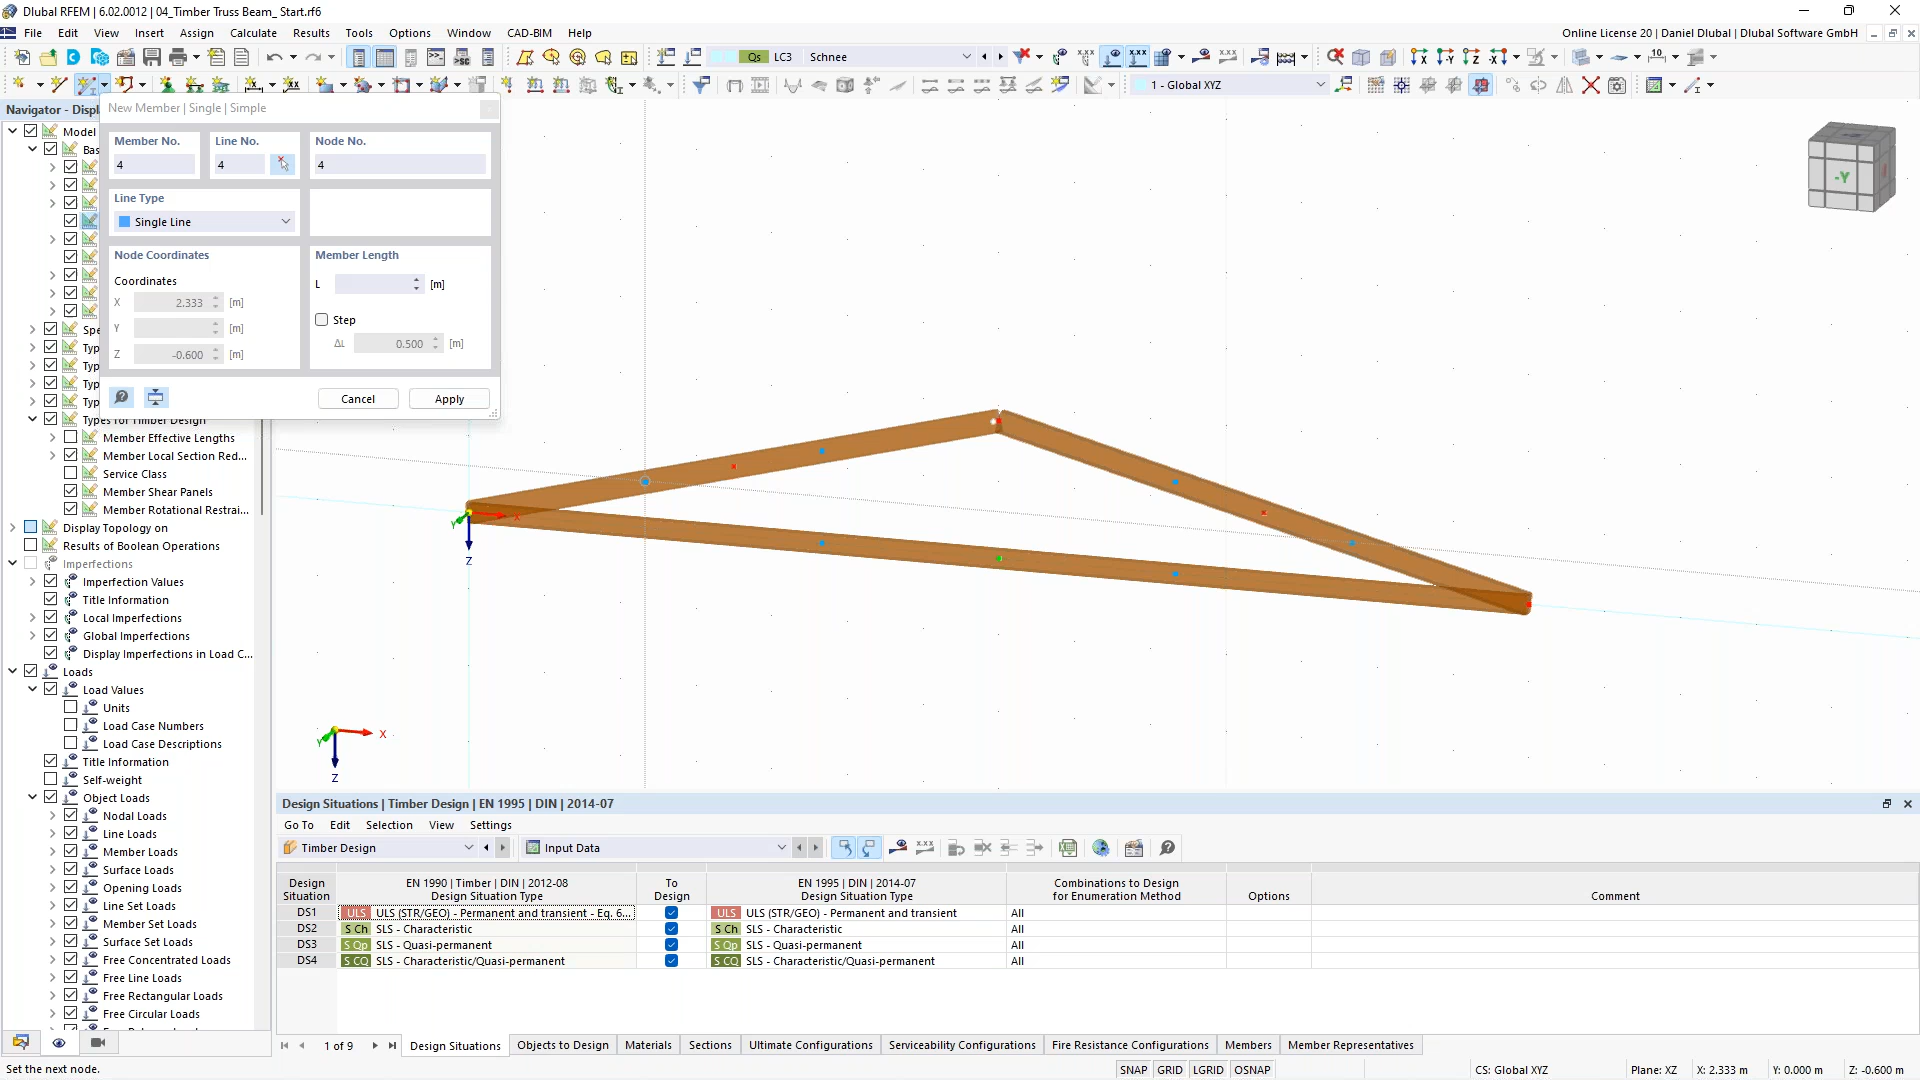 Dlubal RFEM | 6.02.0012 | 04_Timber Truss Beam_ Start.rf6
File Edit View Insert Assign Calculate Results Tools Options Window CAD-BIM Help
Online License 20 | Daniel Dlubal | Dlubal Software GmbH
Qs LC3 Schnee
1 - Global XYZ
Navigator - Displ
New Member | Single | Simple
Model
Bas
Spe
Typ
Typ
Typ
Typ
Types for Timber Design
Member No. Line No. Node No.
4 4 4
Line Type
Single Line
Node Coordinates Member Length
Coordinates
L [m]
X 2.333 [m]
Step
Y [m]
ΔL 0.500 [m]
Z -0.600 [m]
Cancel Apply
Member Effective Lengths
Member Local Section Red...
Service Class
Member Shear Panels
Member Rotational Restrai...
Display Topology on
Results of Boolean Operations
Imperfections
Imperfection Values
Title Information
Local Imperfections
Global Imperfections
Display Imperfections in Load C...
Loads
Load Values
Units
Load Case Numbers
Load Case Descriptions
Title Information
Self-weight
Object Loads
Nodal Loads
Line Loads
Member Loads
Surface Loads
Opening Loads
Line Set Loads
Member Set Loads
Surface Set Loads
Free Concentrated Loads
Free Line Loads
Free Rectangular Loads
Free Circular Loads
-Y
Y X
Z
Y X
Z
Design Situations | Timber Design | EN 1995 | DIN | 2014-07
Go To Edit Selection View Settings
Timber Design Input Data
Design Situation EN 1990 | Timber | DIN | 2012-08 Design Situation Type To Design EN 1995 | DIN | 2014-07 Design Situation Type Combinations to Design for Enumeration Method Options Comment
DS1 ULS ULS (STR/GEO) - Permanent and transient - Eq. 6... ULS ULS (STR/GEO) - Permanent and transient All
DS2 S Ch SLS - Characteristic S Ch SLS - Characteristic All
DS3 S Qp SLS - Quasi-permanent S Qp SLS - Quasi-permanent All
DS4 S CQ SLS - Characteristic/Quasi-permanent S CQ SLS - Characteristic/Quasi-permanent All
1 of 9 Design Situations Objects to Design Materials Sections Ultimate Configurations Serviceability Configurations Fire Resistance Configurations Members Member Representatives
Set the next node. SNAP GRID LGRID OSNAP CS: Global XYZ Plane: XZ X: 2.333 m Y: 0.000 m Z: -0.600 m